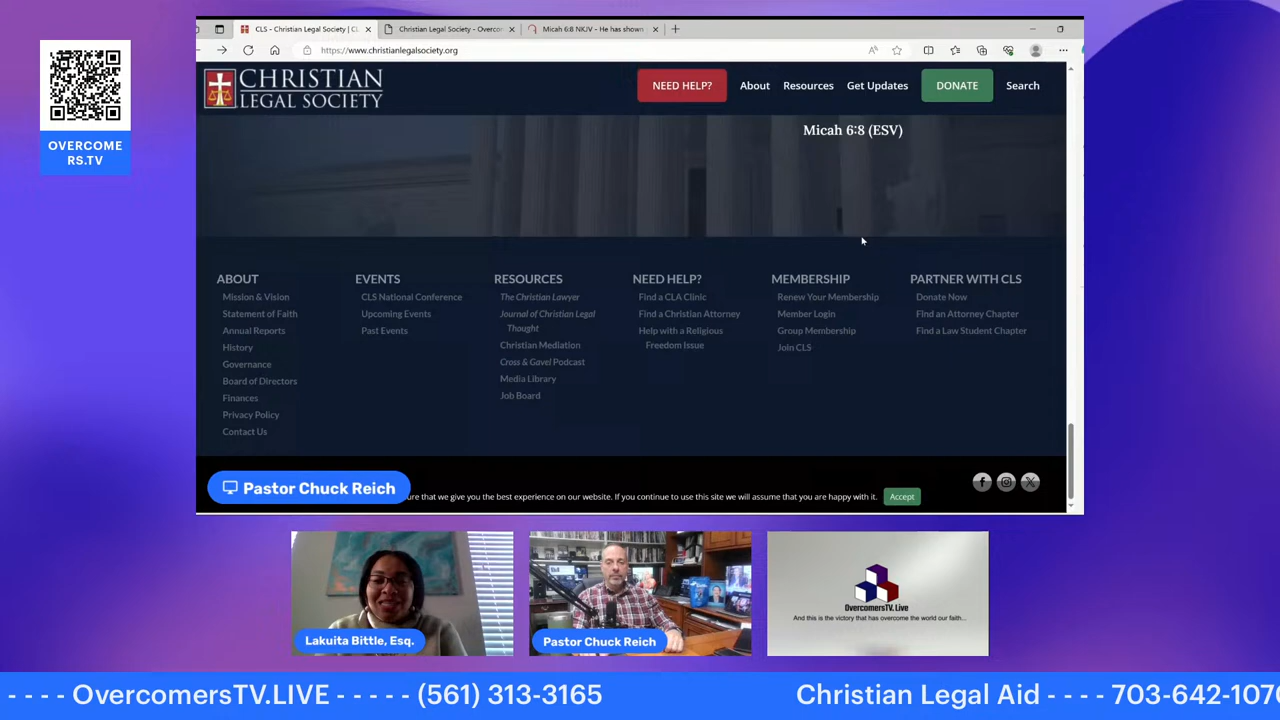 CLS - Christian Legal Society | CL
Christian Legal Society - Overcom
Micah 6:8 NKJV - He has shown
https://www.christianlegalsociety.org
CHRISTIAN
LEGAL SOCIETY
NEED HELP?
About
Resources
Get Updates
DONATE
Search
OVERCOME
RS.TV
Micah 6:8 (ESV)
ABOUT
Mission & Vision
Statement of Faith
Annual Reports
History
Governance
Board of Directors
Finances
Privacy Policy
Contact Us
EVENTS
CLS National Conference
Upcoming Events
Past Events
RESOURCES
The Christian Lawyer
Journal of Christian Legal
Thought
Christian Mediation
Cross & Gavel Podcast
Media Library
Job Board
NEED HELP?
Find a CLA Clinic
Find a Christian Attorney
Help with a Religious
Freedom Issue
MEMBERSHIP
Renew Your Membership
Member Login
Group Membership
Join CLS
PARTNER WITH CLS
Donate Now
Find an Attorney Chapter
Find a Law Student Chapter
Pastor Chuck Reich
ure that we give you the best experience on our website. If you continue to use this site we will assume that you are happy with it.
Accept
Lakuita Bittle, Esq.
Pastor Chuck Reich
OvercomersTV.Live
And this is the victory that has overcome the world our faith...
- - - - OvercomersTV.LIVE - - - - - (561) 313-3165
Christian Legal Aid - - - - 703-642-1070